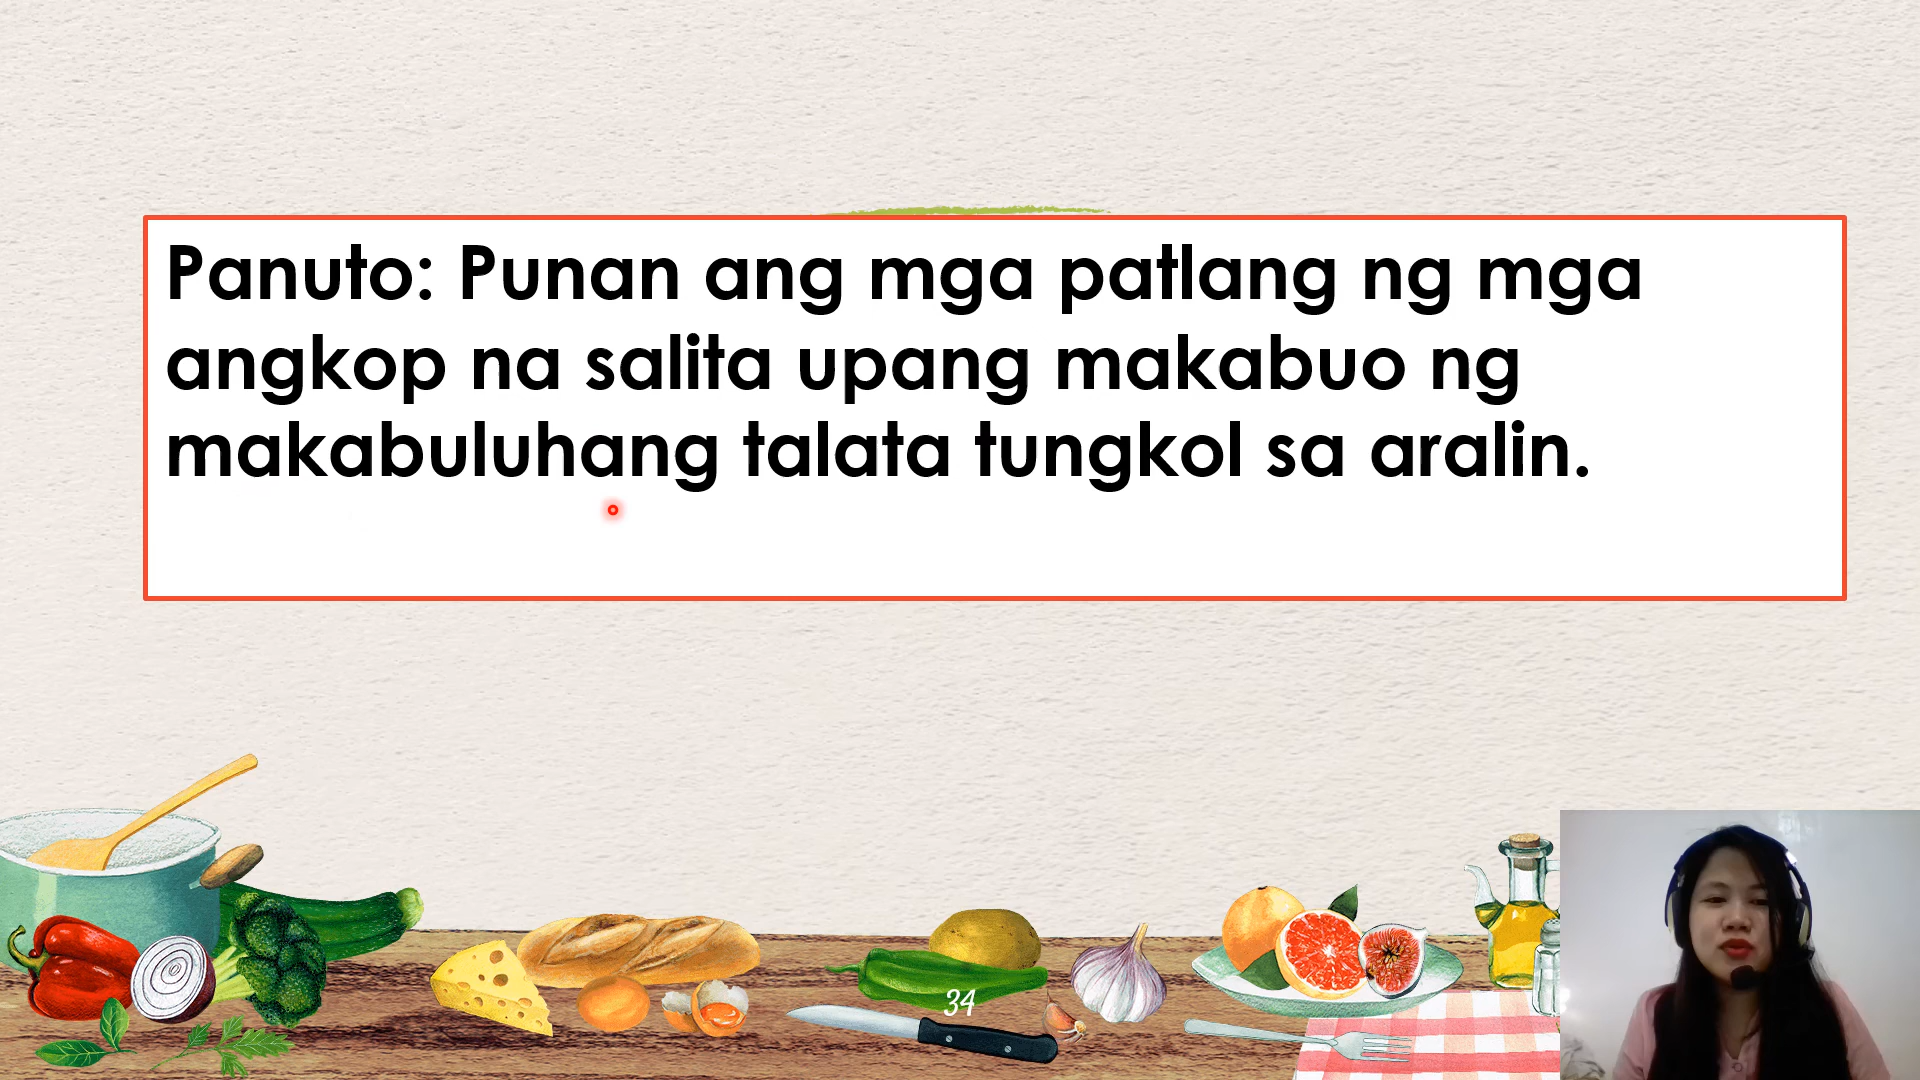 Panuto: Punan ang mga patlang ng mga
angkop na salita upang makabuo ng
makabuluhang talata tungkol sa aralin.
34